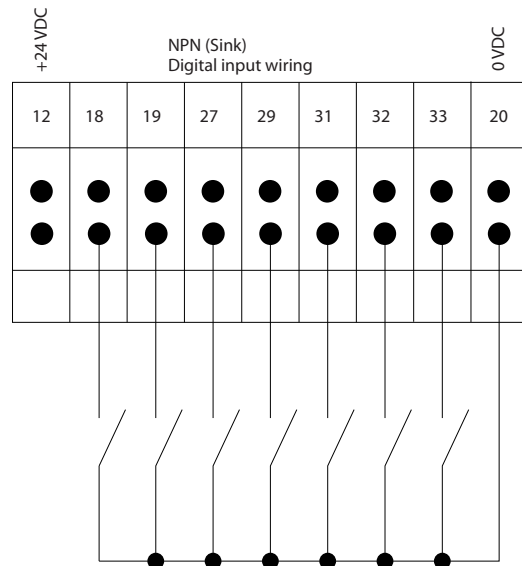 +24 VDC
NPN (Sink)
Digital input wiring
0 VDC
12 18 19 27 29 31 32 33 20